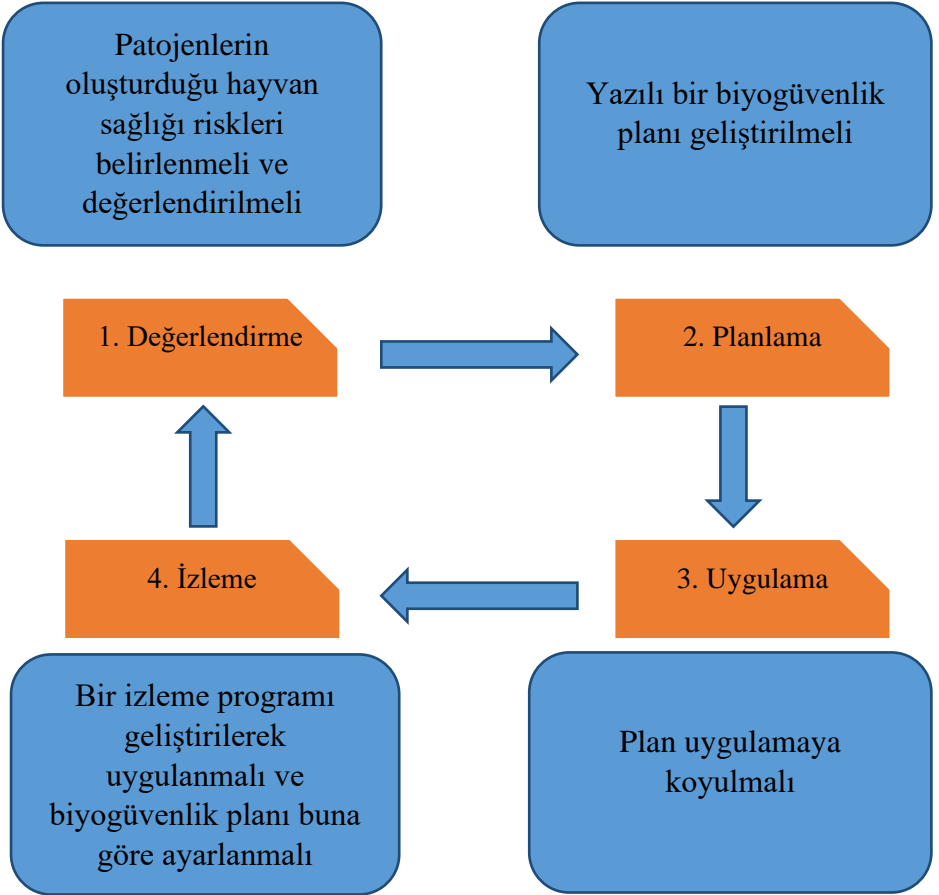 Patojenlerin
oluşturduğu hayvan
sağlığı riskleri
belirlenmeli ve
değerlendirilmeli
Yazılı bir biyogüvenlik
planı geliştirilmeli
1. Değerlendirme
2. Planlama
4. İzleme
3. Uygulama
Bir izleme programı
geliştirilerek
uygulanmalı ve
biyogüvenlik planı buna
göre ayarlanmalı
Plan uygulamaya
koyulmalı